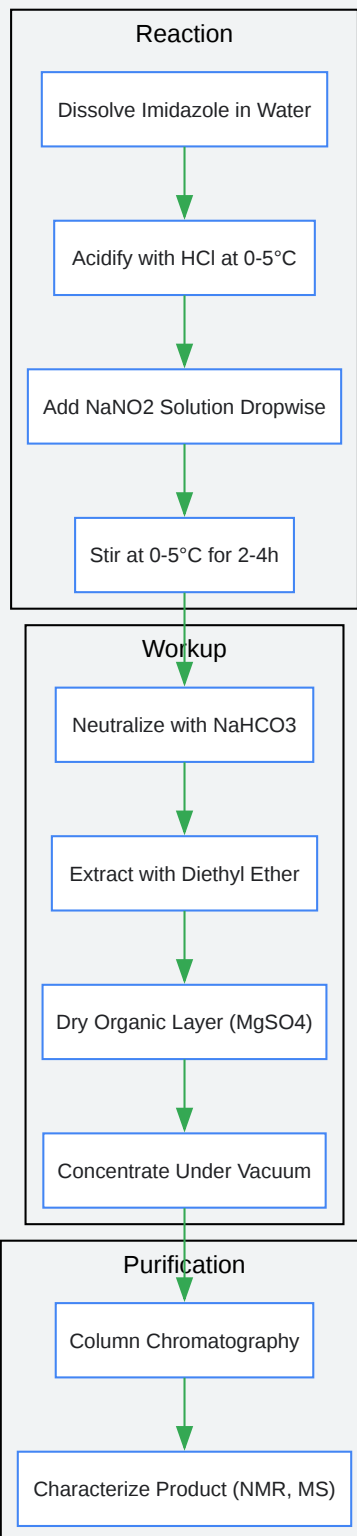 Reaction
Dissolve Imidazole in Water
Acidify with HCl at 0-5°C
Add NaNO2 Solution Dropwise
Stir at 0-5°C for 2-4h
Workup
Neutralize with NaHCO3
Extract with Diethyl Ether
Dry Organic Layer (MgSO4)
Concentrate Under Vacuum
Purification
Column Chromatography
Characterize Product (NMR, MS)